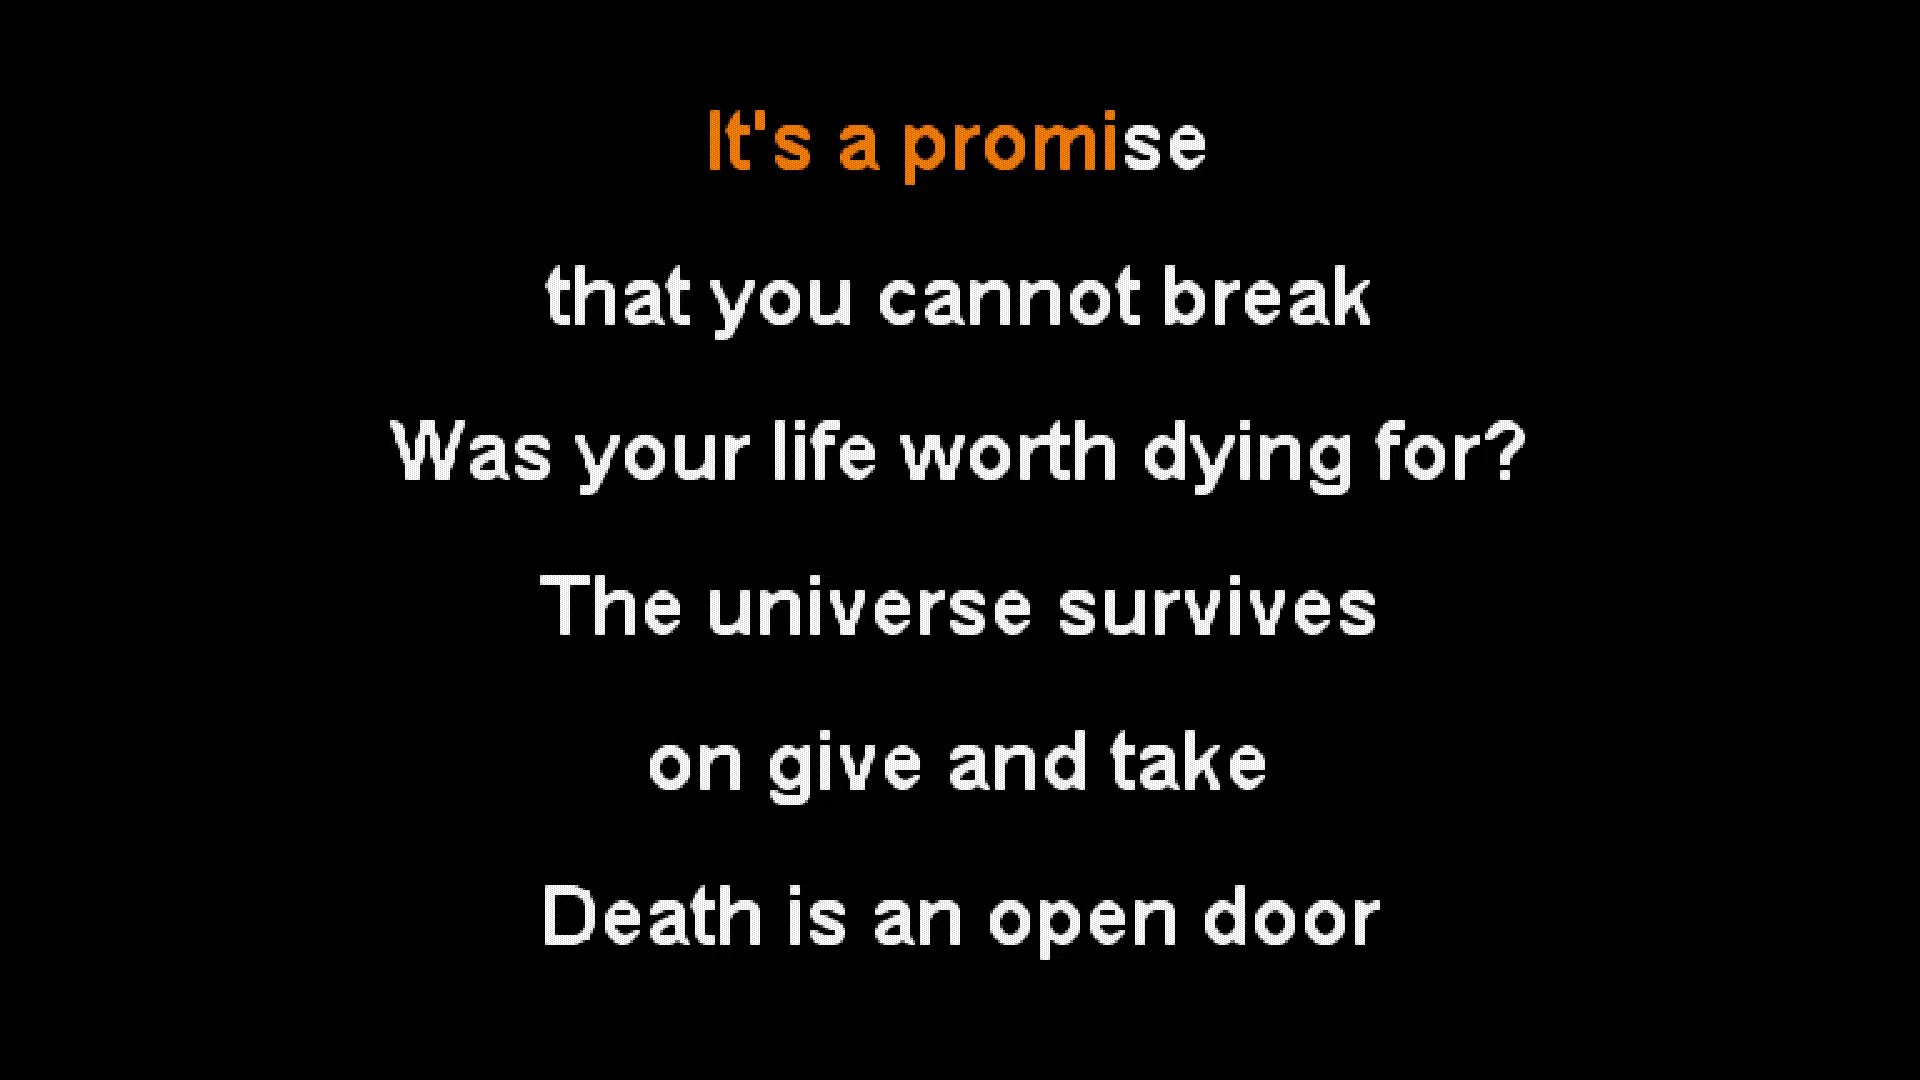 It's a promise
that you cannot break
Was your life worth dying for?
The universe survives
on give and take
Death is an open door